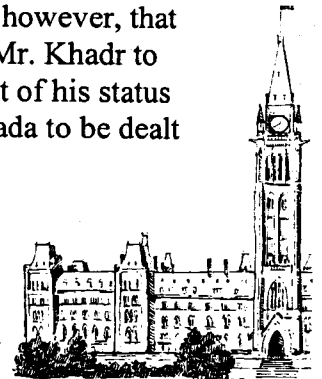 however, that
Mr. Khadr to
t of his status
ada to be dealt